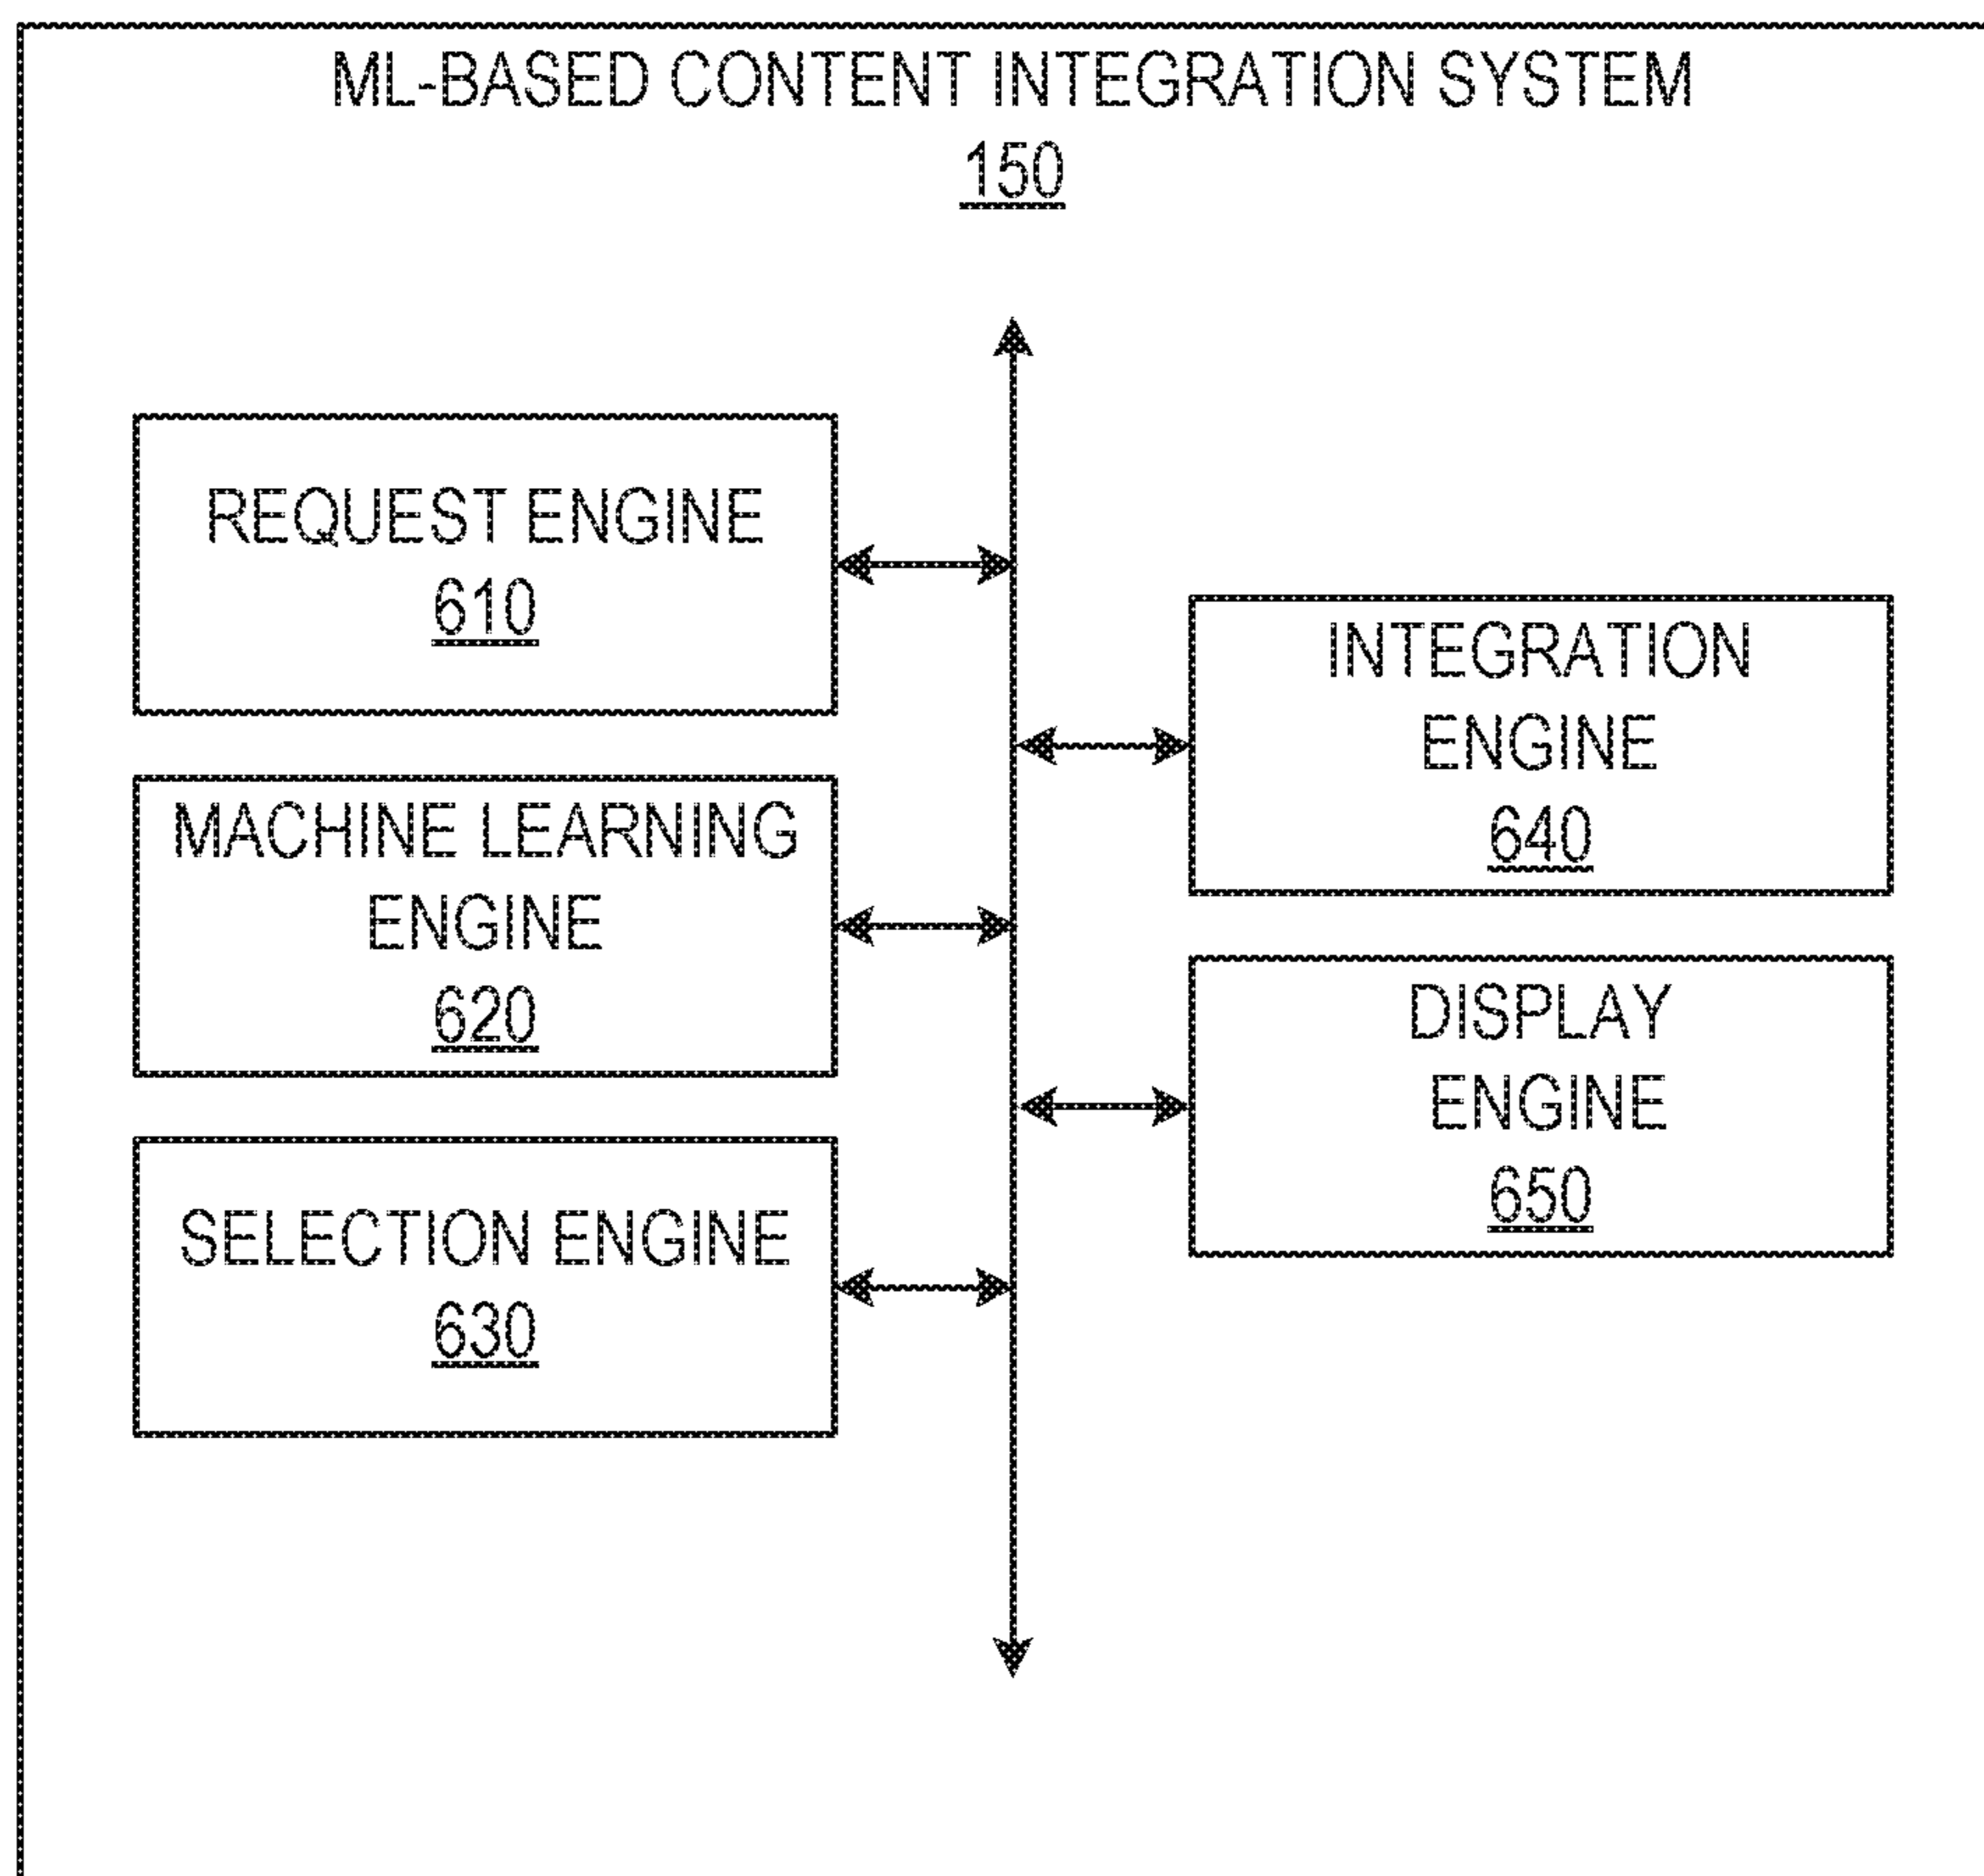 ML-BASED CONTENT INTEGRATION SYSTEM
150
REQUEST ENGINE
610
MACHINE LEARNING
ENGINE
620
SELECTION ENGINE
630
INTEGRATION
ENGINE
640
DISPLAY
ENGINE
650